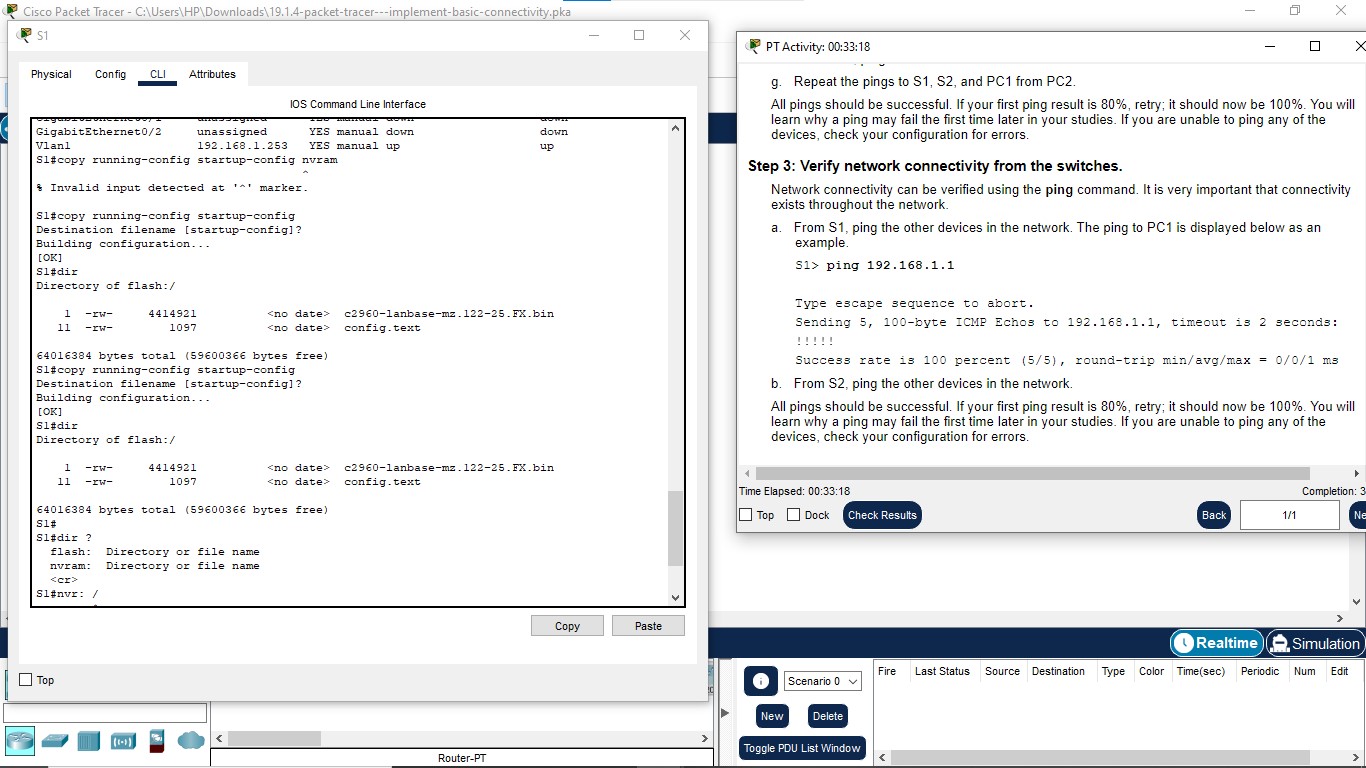 Cisco Packet Tracer - C:\Users\HP\Downloads\19.1.4-packet-tracer---implement-basic-connectivity.pka
S1
Physical Config CLI Attributes
IOS Command Line Interface
GigabitEthernet0/1 unassigned YES manual down down
GigabitEthernet0/2 unassigned YES manual down down
Vlan1 192.168.1.253 YES manual up up
S1#copy running-config startup-config nvram
^
% Invalid input detected at '^' marker.
S1#copy running-config startup-config
Destination filename [startup-config]?
Building configuration...
[OK]
S1#dir
Directory of flash:/
1 -rw- 4414921 <no date> c2960-lanbase-mz.122-25.FX.bin
11 -rw- 1097 <no date> config.text
64016384 bytes total (59600366 bytes free)
S1#copy running-config startup-config
Destination filename [startup-config]?
Building configuration...
[OK]
S1#dir
Directory of flash:/
1 -rw- 4414921 <no date> c2960-lanbase-mz.122-25.FX.bin
11 -rw- 1097 <no date> config.text
64016384 bytes total (59600366 bytes free)
S1#
S1#dir ?
flash: Directory or file name
nvram: Directory or file name
<cr>
S1#nvr: /
Copy Paste
Top
PT Activity: 00:33:18
g. Repeat the pings to S1, S2, and PC1 from PC2.
All pings should be successful. If your first ping result is 80%, retry; it should now be 100%. You will
learn why a ping may fail the first time later in your studies. If you are unable to ping any of the
devices, check your configuration for errors.
Step 3: Verify network connectivity from the switches.
Network connectivity can be verified using the ping command. It is very important that connectivity
exists throughout the network.
a. From S1, ping the other devices in the network. The ping to PC1 is displayed below as an
example.
S1> ping 192.168.1.1
Type escape sequence to abort.
Sending 5, 100-byte ICMP Echos to 192.168.1.1, timeout is 2 seconds:
!!!!!
Success rate is 100 percent (5/5), round-trip min/avg/max = 0/0/1 ms
b. From S2, ping the other devices in the network.
All pings should be successful. If your first ping result is 80%, retry; it should now be 100%. You will
learn why a ping may fail the first time later in your studies. If you are unable to ping any of the
devices, check your configuration for errors.
Time Elapsed: 00:33:18 Completion: 3
Top Dock Check Results Back 1/1 Ne
Realtime Simulation
Scenario 0
New Delete
Toggle PDU List Window
Fire Last Status Source Destination Type Color Time(sec) Periodic Num Edit
Router-PT